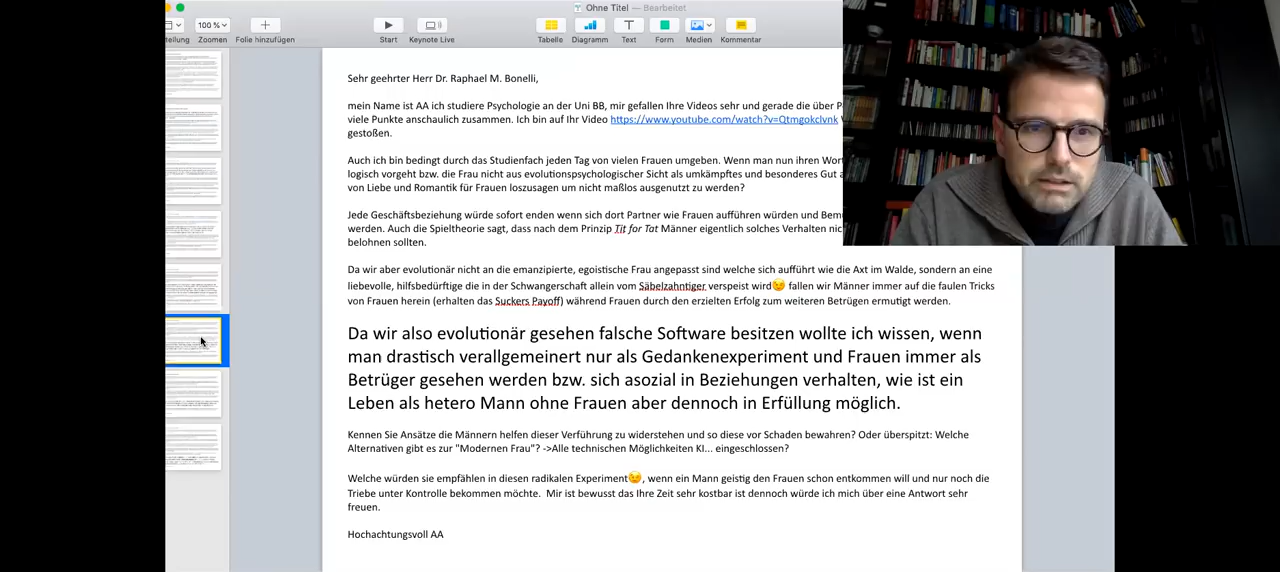 Ohne Titel — Bearbeitet
100 %
Zoomen
Folie hinzufügen
Start
Keynote Live
Tabelle
Diagramm
Text
Form
Medien
Kommentar
Sehr geehrter Herr Dr. Raphael M. Bonelli,
mein Name ist AA ich studiere Psychologie an der Uni BB, mir gefallen Ihre Videos sehr und gerade die über
viele Punkte anschaulich zusammen. Ich bin auf Ihr Video https://www.youtube.com/watch?v=Qtmgokclvnk
gestoßen.
Auch ich bin bedingt durch das Studienfach jeden Tag von vielen Frauen umgeben. Wenn man nun ihren
vorgeht bzw. die Frau nicht aus evolutionspsychologischer Sicht als umkämpftes und besonderes Gut
von Liebe und Romantik der Frauen loszusagen um nicht maßlos ausgenutzt zu werden?
Jede Geschäftsbeziehung würde sofort enden wenn sich die Partner wie Frauen aufführen würden und
Auch die Spieltheorie sagt, dass nach dem Prinzip Tit for Tat Männer eigentlich solches Verhalten
sollten.
Da wir aber evolutionär nicht an die emanzipierte, egoistische Frau angepasst sind welche sich aufführt wie die Axt im Walde, sondern an eine
liebevolle, hilfsbedürftige die in der Schwangerschaft allein vom Säbelzahntiger verspeist wird😉 fallen wir Männer immer auf die faulen Tricks
herein (man nennt es Suckers Payoff) während frau durch den erzielten Erfolg zum weiteren Betrügen ermutigt werden.
Da wir also evolutionär gesehen falsche Software besitzen wollte ich fragen, wenn
drastisch verallgemeinert nur als Gedankenexperiment und Frauen immer als
Betrüger gesehen werden bzw. sich asozial in Beziehungen verhalten, wie ist ein
als hetero Mann ohne Frauen aber dennoch in Erfüllung möglich.
Kennen Sie Ansätze die Männern helfen dieser Verführung zu widerstehen und so diese vor Schaden bewahren? Oder überspitzt: Welche
gibt es zur "Modernen Frau"?->Alle technischen Möglichkeiten KI... eingeschlossen?
Welche würden sie empfählen in diesen radikalen Experiment😉, wenn ein Mann geistig den Frauen schon entkommen will und nur noch die
Triebe unter Kontrolle bekommen möchte. Mir ist bewusst das Ihre Zeit sehr kostbar ist dennoch würde ich mich über eine Antwort sehr
freuen.
Hochachtungsvoll AA